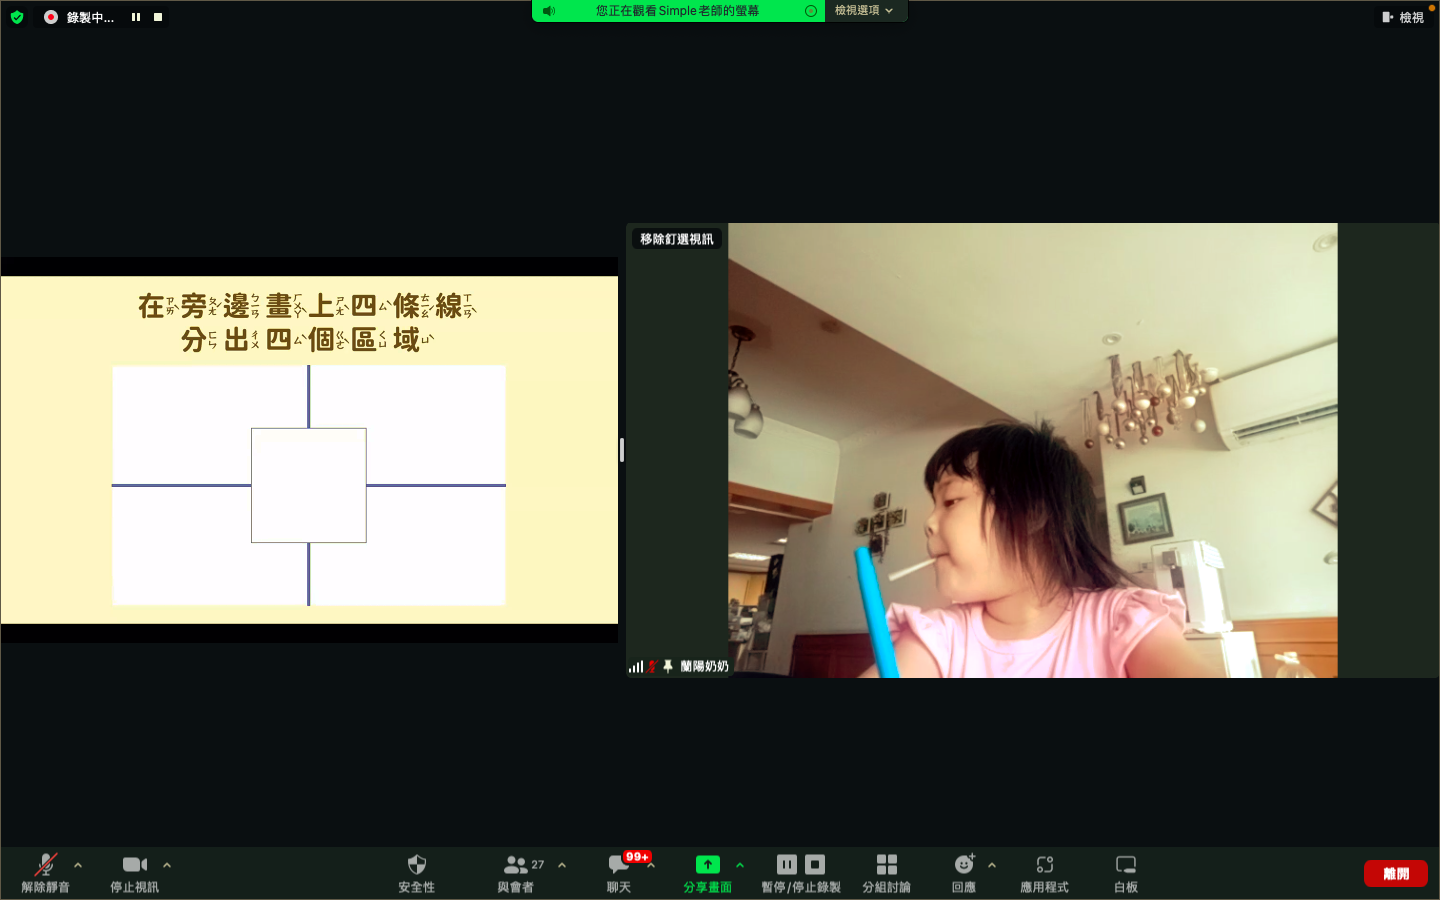 錄製中...
您正在觀看Simple老師的螢幕
檢視選項
檢視
移除釘選視訊
在ㄗㄞˋ旁ㄆㄤˊ邊ㄅㄧㄢ畫ㄏㄨㄚˋ上ㄕㄤˋ四ㄙˋ條ㄊㄧㄠˊ線ㄒㄧㄢˋ
分ㄈㄣ出ㄔㄨ四ㄙˋ個ㄍㄜˋ區ㄑㄩ域ㄩˋ
蘭陽奶奶
解除靜音
停止視訊
安全性
27
與會者
99+
聊天
分享畫面
暫停/停止錄製
分組討論
回應
應用程式
白板
離開